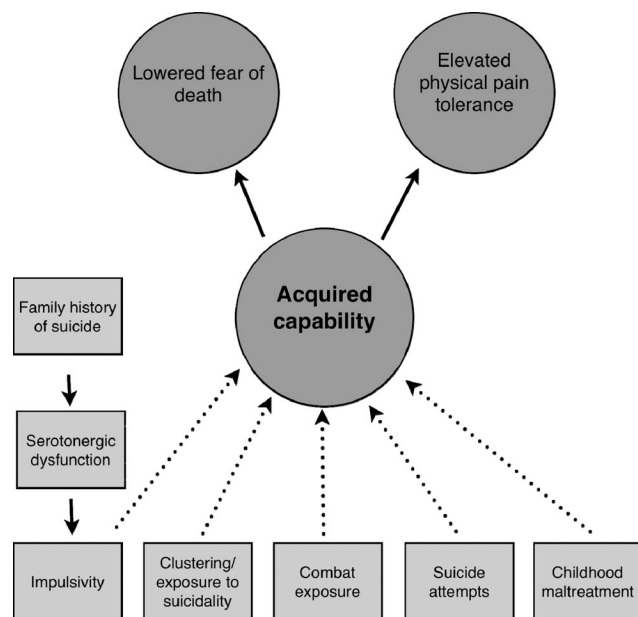 Lowered fear of
death
Elevated
physical pain
tolerance
Acquired
capability
Family history
of suicide
Serotonergic
dysfunction
Impulsivity
Clustering/
exposure to
suicidality
Combat
exposure
Suicide
attempts
Childhood
maltreatment